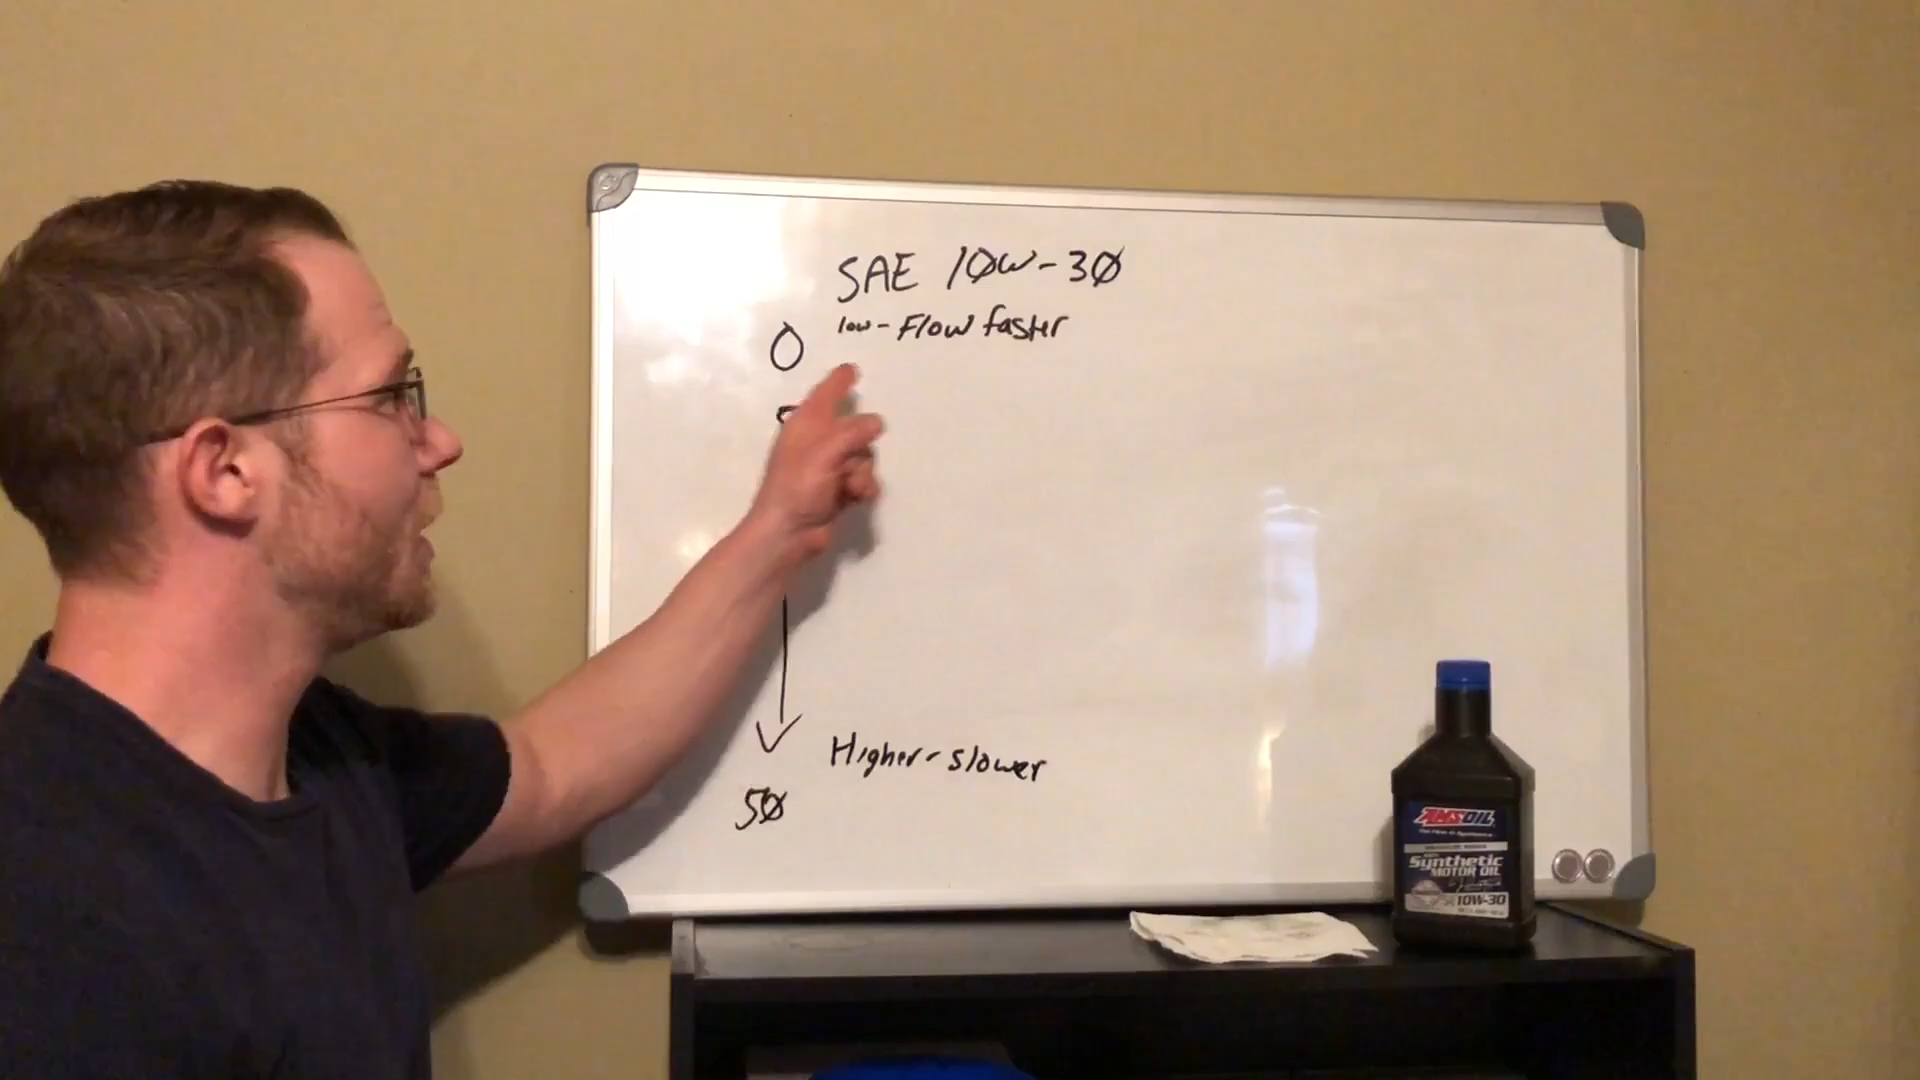 SAE 10W-30
low - Flow faster
0
Higher - slower
50
AMSOIL
Synthetic
MOTOR OIL
10W-30